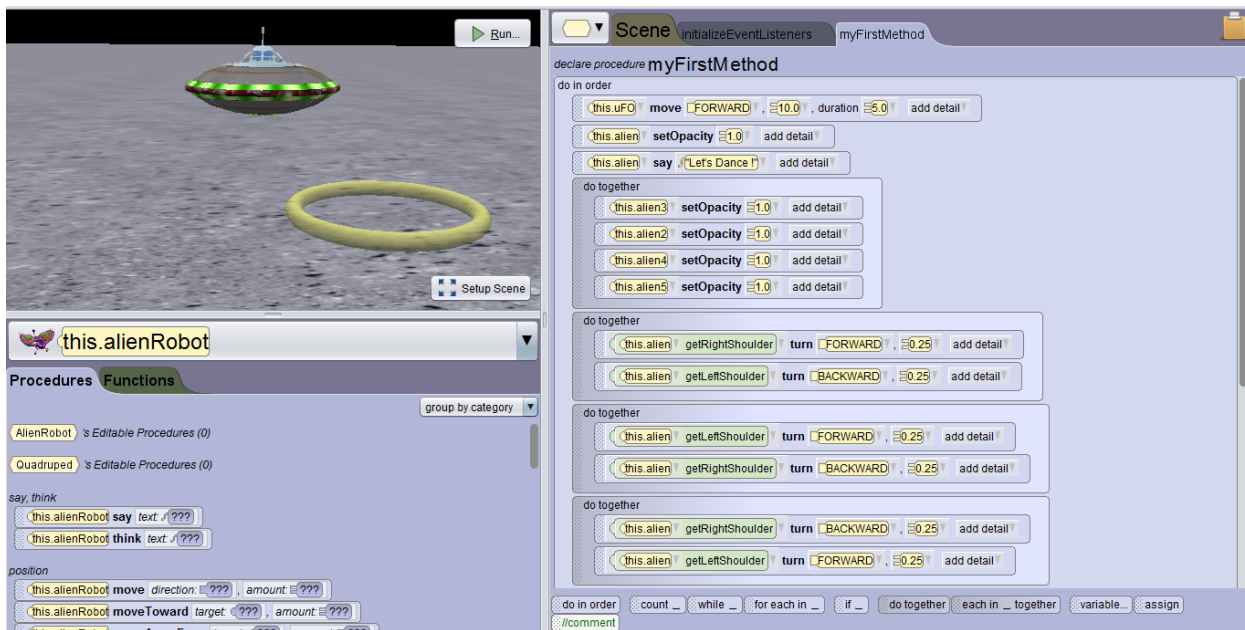 Run...
Setup Scene
this.alienRobot
Procedures Functions
group by category
AlienRobot 's Editable Procedures (0)
Quadruped 's Editable Procedures (0)
say, think
this.alienRobot say text: ???
this.alienRobot think text: ???
position
this.alienRobot move direction: ??? , amount: ???
this.alienRobot moveToward target: ??? , amount: ???
Scene initializeEventListeners myFirstMethod
declare procedure myFirstMethod
do in order
this.uFO move FORWARD , 10.0 , duration 5.0 add detail
this.alien setOpacity 1.0 add detail
this.alien say "Let's Dance !" add detail
do together
this.alien3 setOpacity 1.0 add detail
this.alien2 setOpacity 1.0 add detail
this.alien4 setOpacity 1.0 add detail
this.alien5 setOpacity 1.0 add detail
do together
this.alien getRightShoulder turn FORWARD , 0.25 add detail
this.alien getLeftShoulder turn BACKWARD , 0.25 add detail
do together
this.alien getLeftShoulder turn FORWARD , 0.25 add detail
this.alien getRightShoulder turn BACKWARD , 0.25 add detail
do together
this.alien getRightShoulder turn BACKWARD , 0.25 add detail
this.alien getLeftShoulder turn FORWARD , 0.25 add detail
do in order count _ while _ for each in _ if _ do together each in _ together variable... assign
//comment